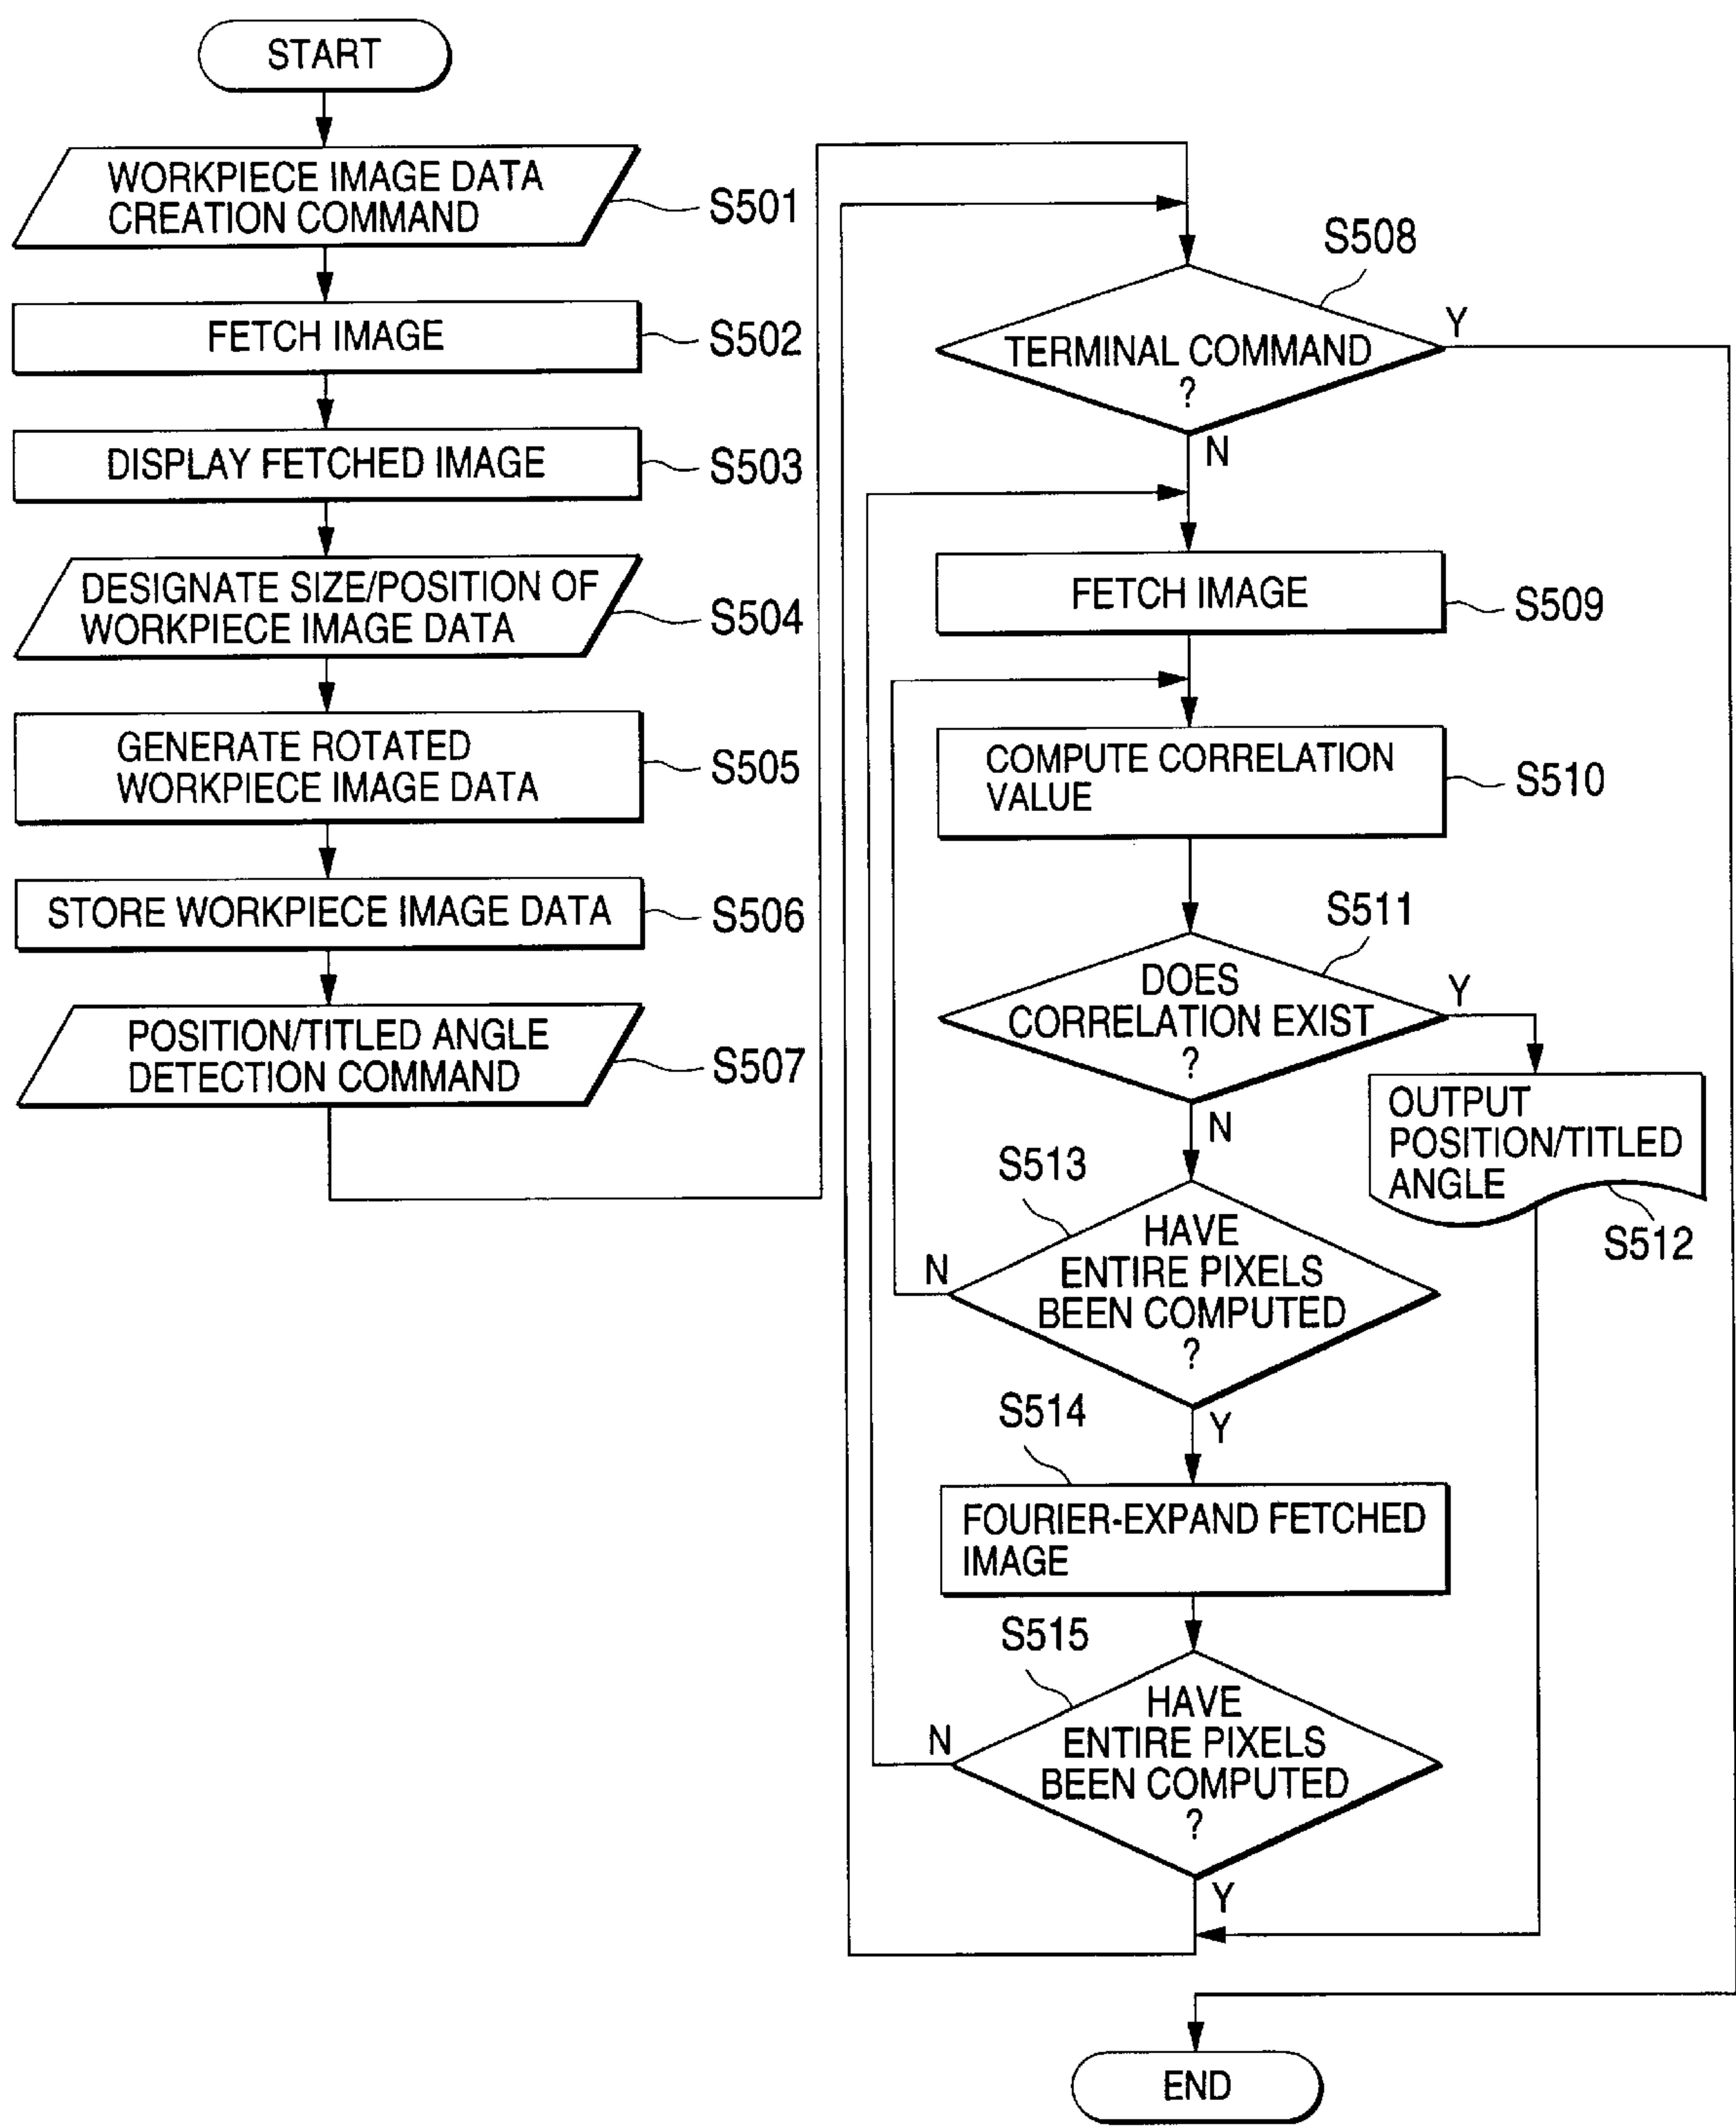 START
WORKPIECE IMAGE DATA
CREATION COMMAND
S501
FETCH IMAGE
S502
DISPLAY FETCHED IMAGE
S503
DESIGNATE SIZE/POSITION OF
WORKPIECE IMAGE DATA
S504
GENERATE ROTATED
WORKPIECE IMAGE DATA
S505
STORE WORKPIECE IMAGE DATA
S506
POSITION/TITLED ANGLE
DETECTION COMMAND
S507
S508
TERMINAL COMMAND
?
Y
N
FETCH IMAGE
S509
COMPUTE CORRELATION
VALUE
S510
S511
DOES
CORRELATION EXIST
?
Y
N
OUTPUT
POSITION/TITLED
ANGLE
S512
S513
HAVE
ENTIRE PIXELS
BEEN COMPUTED
?
N
Y
S514
FOURIER-EXPAND FETCHED
IMAGE
S515
HAVE
ENTIRE PIXELS
BEEN COMPUTED
?
N
Y
END